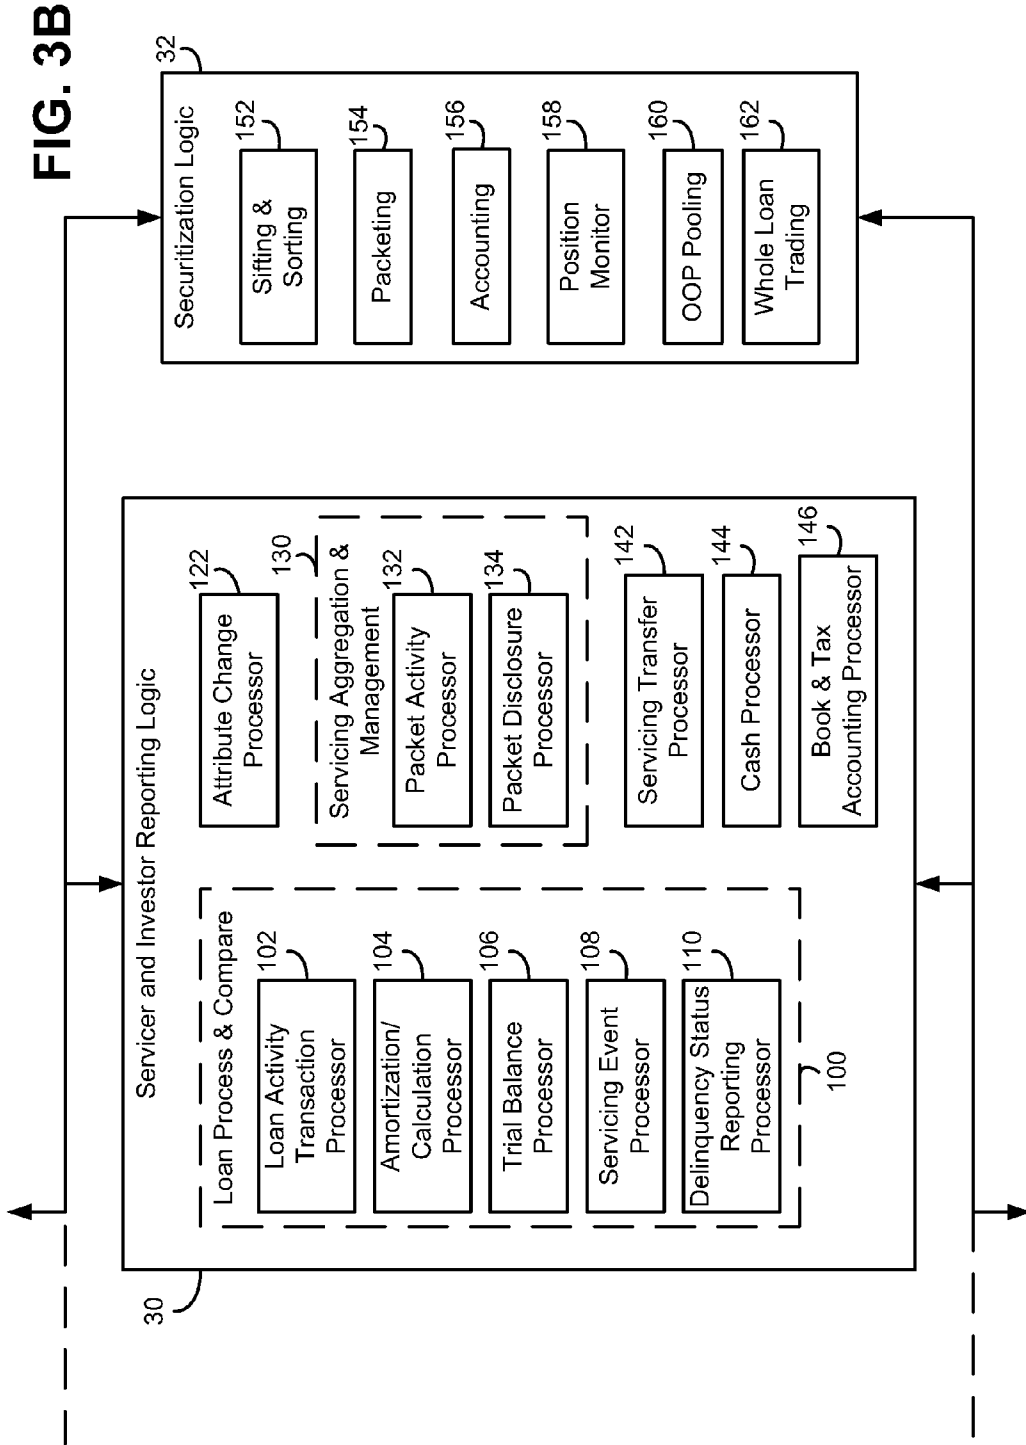 FIG. 3B
30
Servicer and Investor Reporting Logic
Loan Process & Compare
102
Loan Activity
Transaction
Processor
104
Amortization/
Calculation
Processor
106
Trial Balance
Processor
108
Servicing Event
Processor
110
Delinquency Status
Reporting
Processor
100
122
Attribute Change
Processor
130
Servicing Aggregation &
Management
132
Packet Activity
Processor
134
Packet Disclosure
Processor
142
Servicing Transfer
Processor
144
Cash Processor
146
Book & Tax
Accounting Processor
32
Securitization Logic
152
Sifting &
Sorting
154
Packeting
156
Accounting
158
Position
Monitor
160
OOP Pooling
162
Whole Loan
Trading